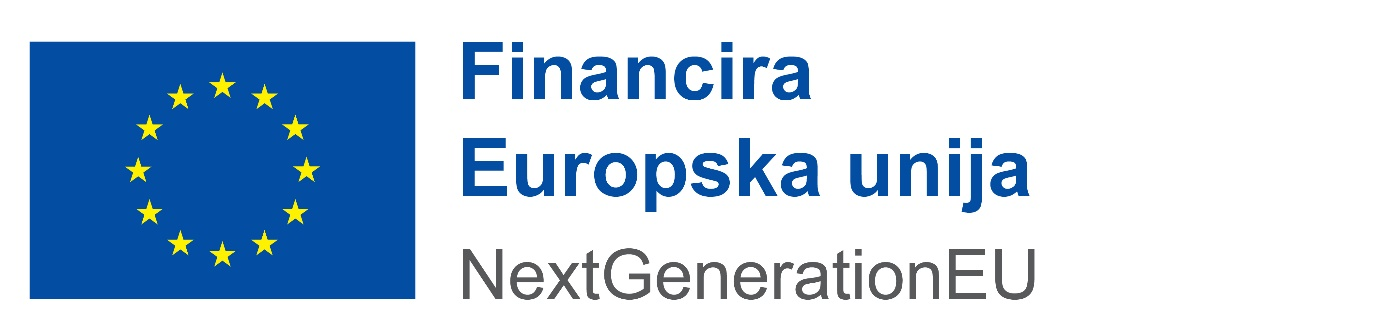 Financira
Europska unija
NextGenerationEU